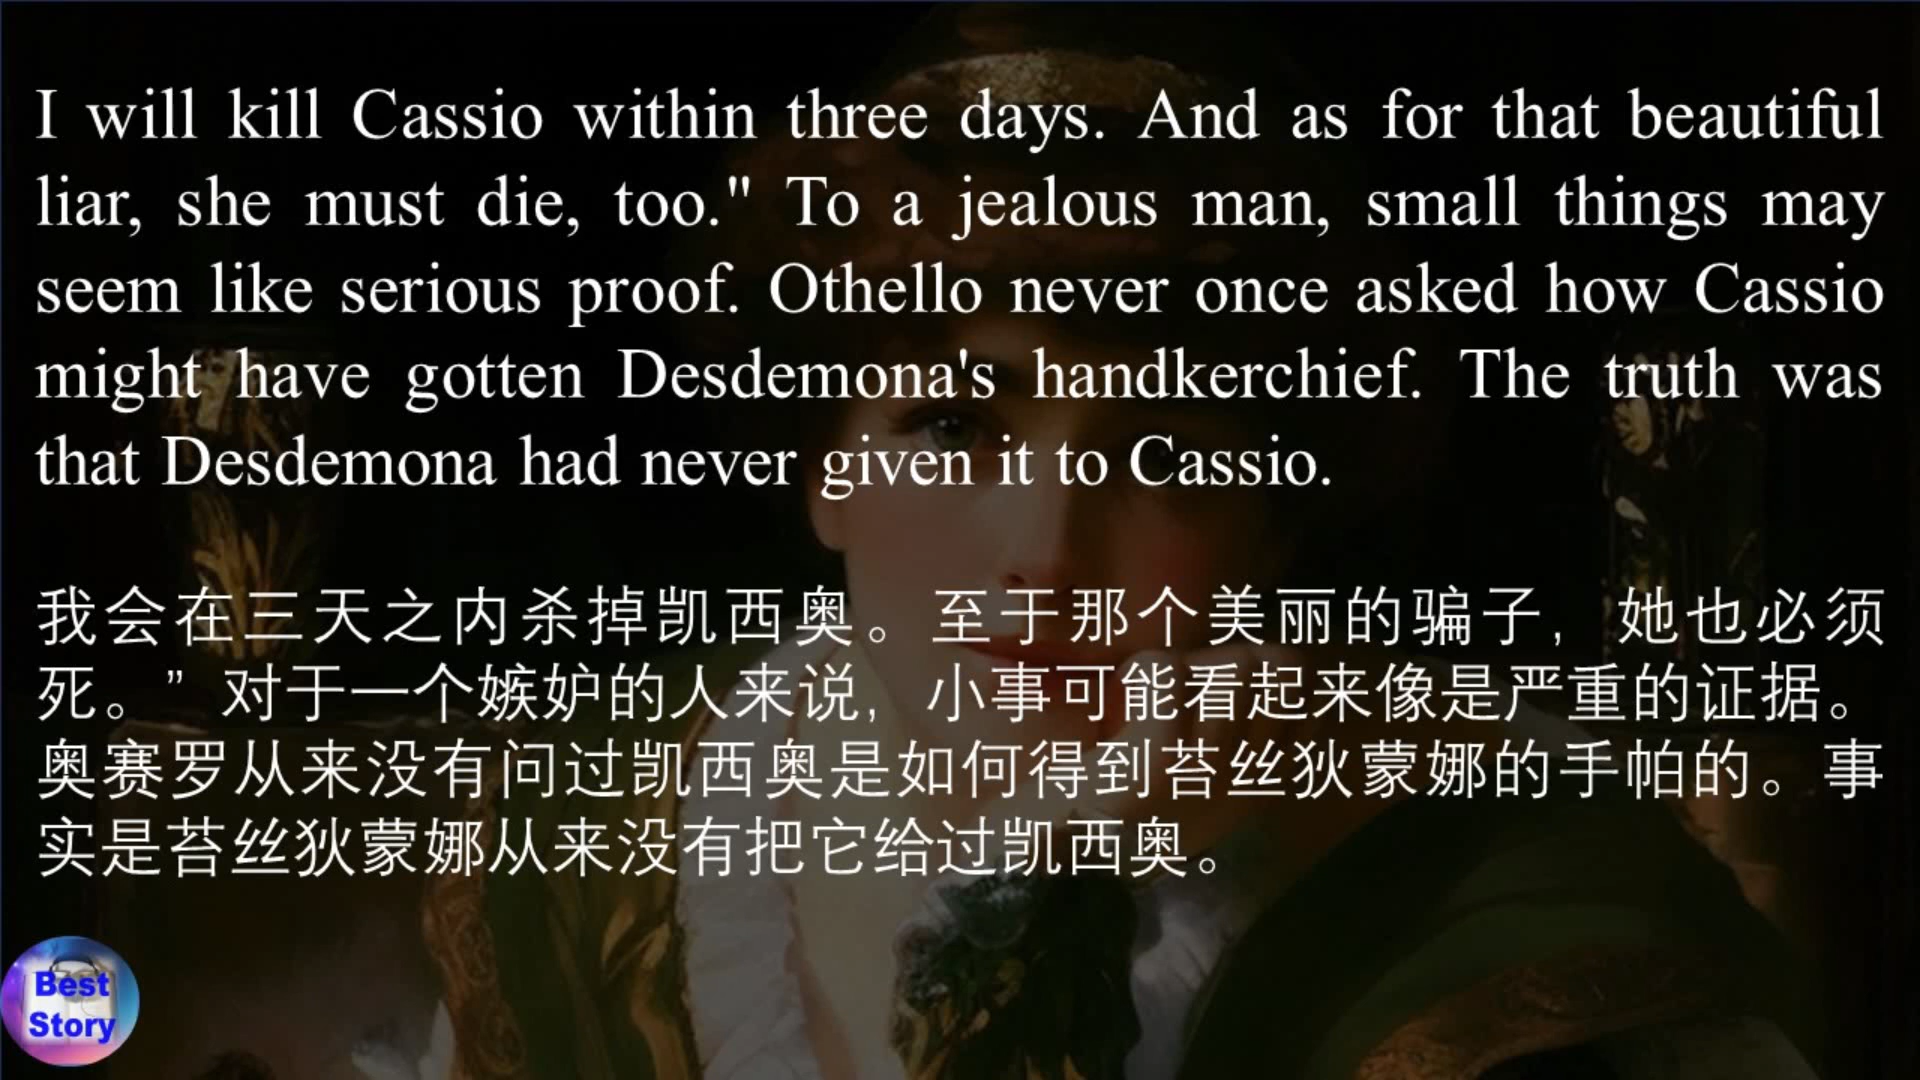 I will kill Cassio within three days. And as for that beautiful
liar, she must die, too." To a jealous man, small things may
seem like serious proof. Othello never once asked how Cassio
might have gotten Desdemona's handkerchief. The truth was
that Desdemona had never given it to Cassio.
我会在三天之内杀掉凯西奥。至于那个美丽的骗子，她也必须
死。” 对于一个嫉妒的人来说，小事可能看起来像是严重的证据。
奥赛罗从来没有问过凯西奥是如何得到苔丝狄蒙娜的手帕的。事
实是苔丝狄蒙娜从来没有把它给过凯西奥。
Best
Story